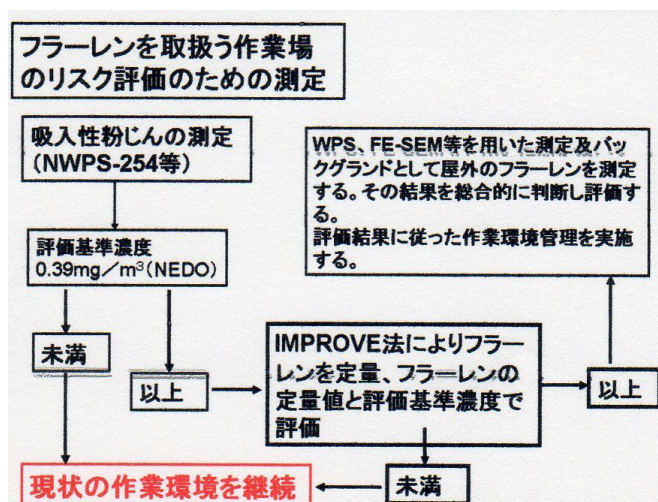 フラーレンを取扱う作業場
のリスク評価のための測定
吸入性粉じんの測定
(NWPS-254等)
WPS、FE-SEM等を用いた測定及バッ
クグランドとして屋外のフラーレンを測定
する。その結果を総合的に判断し評価す
る。
評価結果に従った作業環境管理を実施
する。
評価基準濃度
0.39mg/m³(NEDO)
未満
以上
IMPROVE法によりフラー
レンを定量、フラーレンの
定量値と評価基準濃度で
評価
以上
現状の作業環境を継続
未満